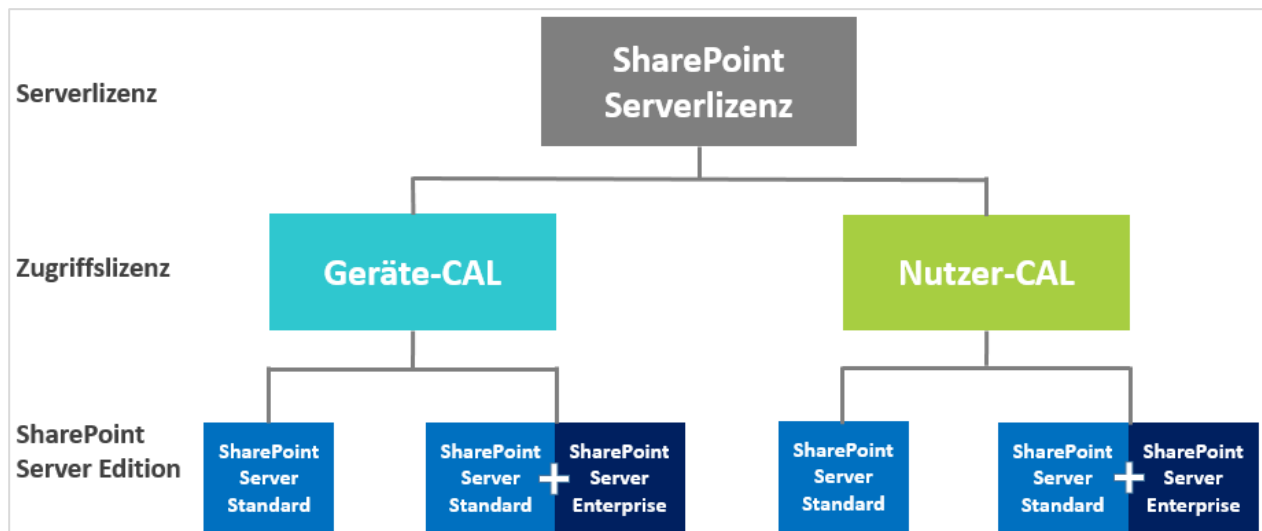 SharePoint
Serverlizenz
Serverlizenz
Zugriffslizenz
Geräte-CAL
Nutzer-CAL
SharePoint
Server Edition
SharePoint
Server
Standard
SharePoint
Server
Standard
+
SharePoint
Server
Enterprise
SharePoint
Server
Standard
SharePoint
Server
Standard
+
SharePoint
Server
Enterprise